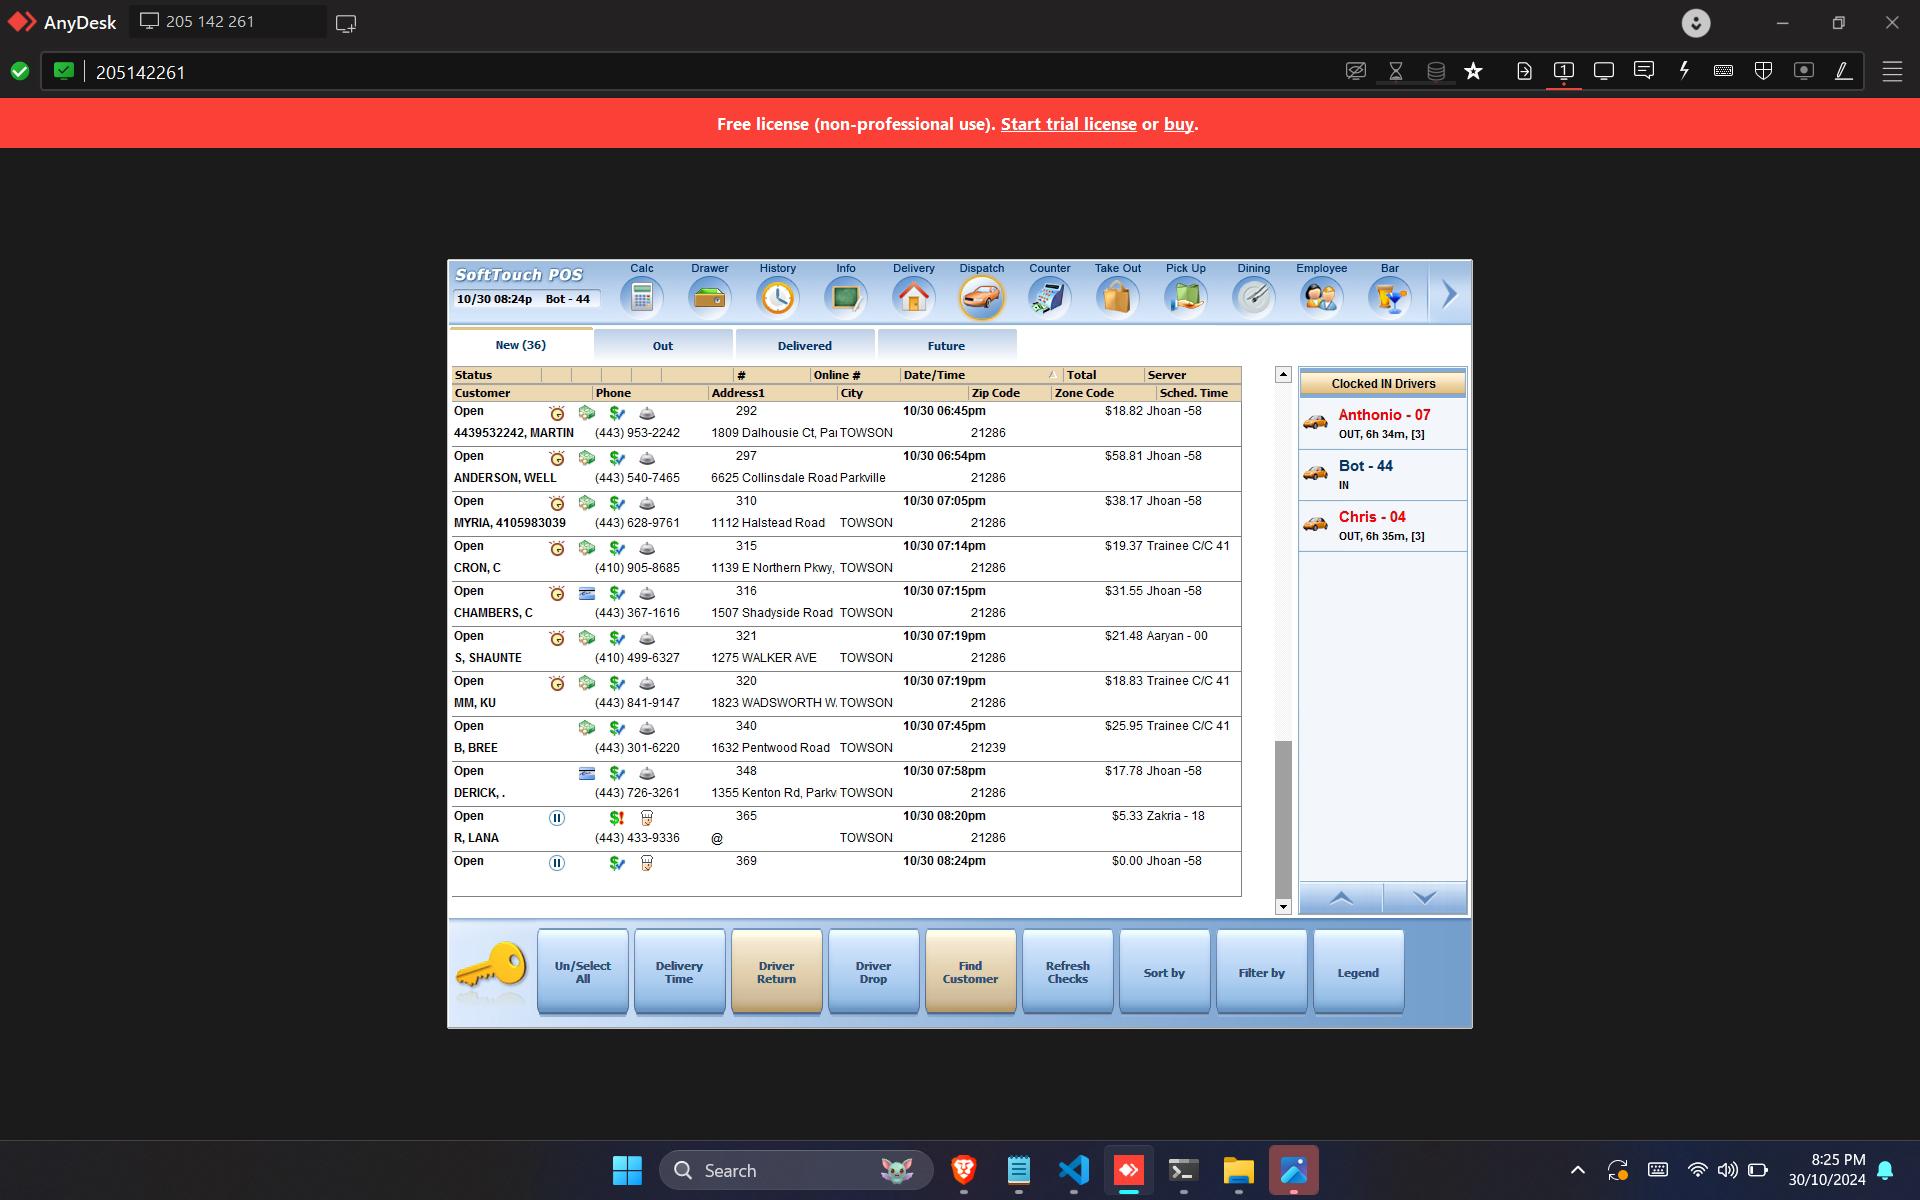 AnyDesk 205 142 261
205142261
Free license (non-professional use). Start trial license or buy.
SoftTouch POS
10/30 08:24p Bot - 44
Calc Drawer History Info Delivery Dispatch Counter Take Out Pick Up Dining Employee Bar
New (36) Out Delivered Future
Status # Online # Date/Time Total Server
Customer Phone Address1 City Zip Code Zone Code Sched. Time
Open 292 10/30 06:45pm $18.82 Jhoan -58
4439532242, MARTIN (443) 953-2242 1809 Dalhousie Ct, Par TOWSON 21286
Open 297 10/30 06:54pm $58.81 Jhoan -58
ANDERSON, WELL (443) 540-7465 6625 Collinsdale Road Parkville 21286
Open 310 10/30 07:05pm $38.17 Jhoan -58
MYRIA, 4105983039 (443) 628-9761 1112 Halstead Road TOWSON 21286
Open 315 10/30 07:14pm $19.37 Trainee C/C 41
CRON, C (410) 905-8685 1139 E Northern Pkwy, TOWSON 21286
Open 316 10/30 07:15pm $31.55 Jhoan -58
CHAMBERS, C (443) 367-1616 1507 Shadyside Road TOWSON 21286
Open 321 10/30 07:19pm $21.48 Aaryan - 00
S, SHAUNTE (410) 499-6327 1275 WALKER AVE TOWSON 21286
Open 320 10/30 07:19pm $18.83 Trainee C/C 41
MM, KU (443) 841-9147 1823 WADSWORTH W. TOWSON 21286
Open 340 10/30 07:45pm $25.95 Trainee C/C 41
B, BREE (443) 301-6220 1632 Pentwood Road TOWSON 21239
Open 348 10/30 07:58pm $17.78 Jhoan -58
DERICK, . (443) 726-3261 1355 Kenton Rd, Parkv TOWSON 21286
Open 365 10/30 08:20pm $5.33 Zakria - 18
R, LANA (443) 433-9336 @ TOWSON 21286
Open 369 10/30 08:24pm $0.00 Jhoan -58
Clocked IN Drivers
Anthonio - 07
OUT, 6h 34m, [3]
Bot - 44
IN
Chris - 04
OUT, 6h 35m, [3]
Un/Select All
Delivery Time
Driver Return
Driver Drop
Find Customer
Refresh Checks
Sort by
Filter by
Legend
Search
8:25 PM
30/10/2024